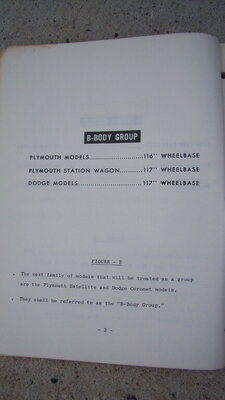 B-BODY GROUP
PLYMOUTH MODELS......................116" WHEELBASE
PLYMOUTH STATION WAGON..........117" WHEELBASE
DODGE MODELS..........................117" WHEELBASE
FIGURE - 2
. The next family of models that will be treated as a group
are the Plymouth Satellite and Dodge Coronet models.
. They shall be referred to as the "B-Body Group."
- 2 -